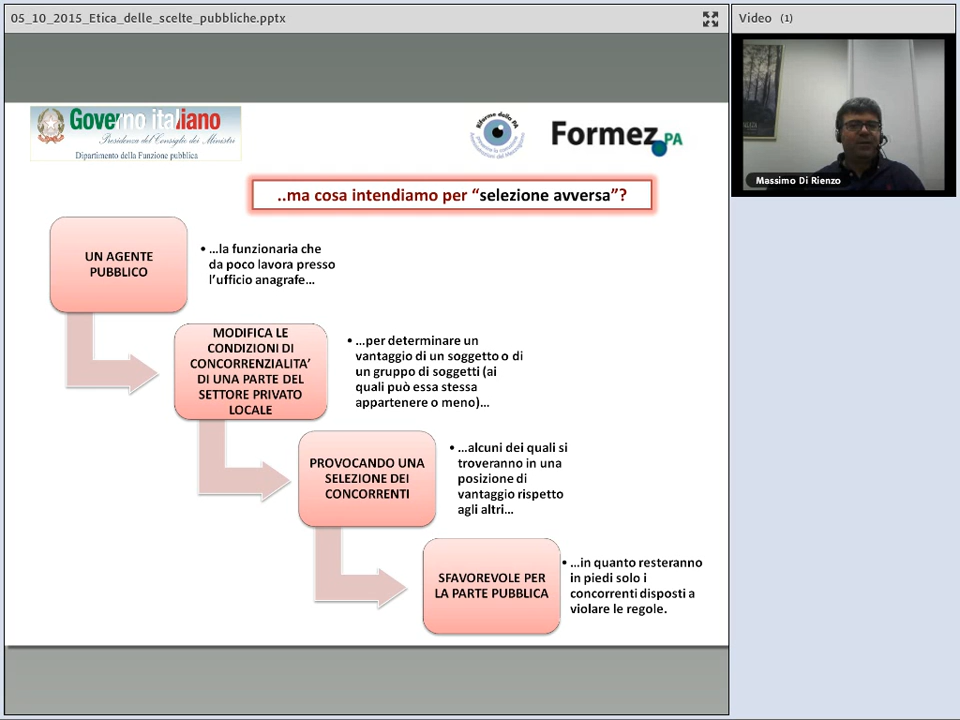 05_10_2015_Etica_delle_scelte_pubbliche.pptx
Video (1)
Governo italiano
Presidenza del Consiglio dei Ministri
Dipartimento della Funzione pubblica
Riforme della PA
Formez PA
Massimo Di Rienzo
..ma cosa intendiamo per “selezione avversa”?
UN AGENTE
PUBBLICO
• …la funzionaria che
da poco lavora presso
l’ufficio anagrafe…
MODIFICA LE
CONDIZIONI DI
CONCORRENZIALITA’
DI UNA PARTE DEL
SETTORE PRIVATO
LOCALE
• …per determinare un
vantaggio di un soggetto o di
un gruppo di soggetti (ai
quali può essa stessa
appartenere o meno)…
PROVOCANDO UNA
SELEZIONE DEI
CONCORRENTI
• …alcuni dei quali si
troveranno in una
posizione di
vantaggio rispetto
agli altri…
SFAVOREVOLE PER
LA PARTE PUBBLICA
• …in quanto resteranno
in piedi solo i
concorrenti disposti a
violare le regole.